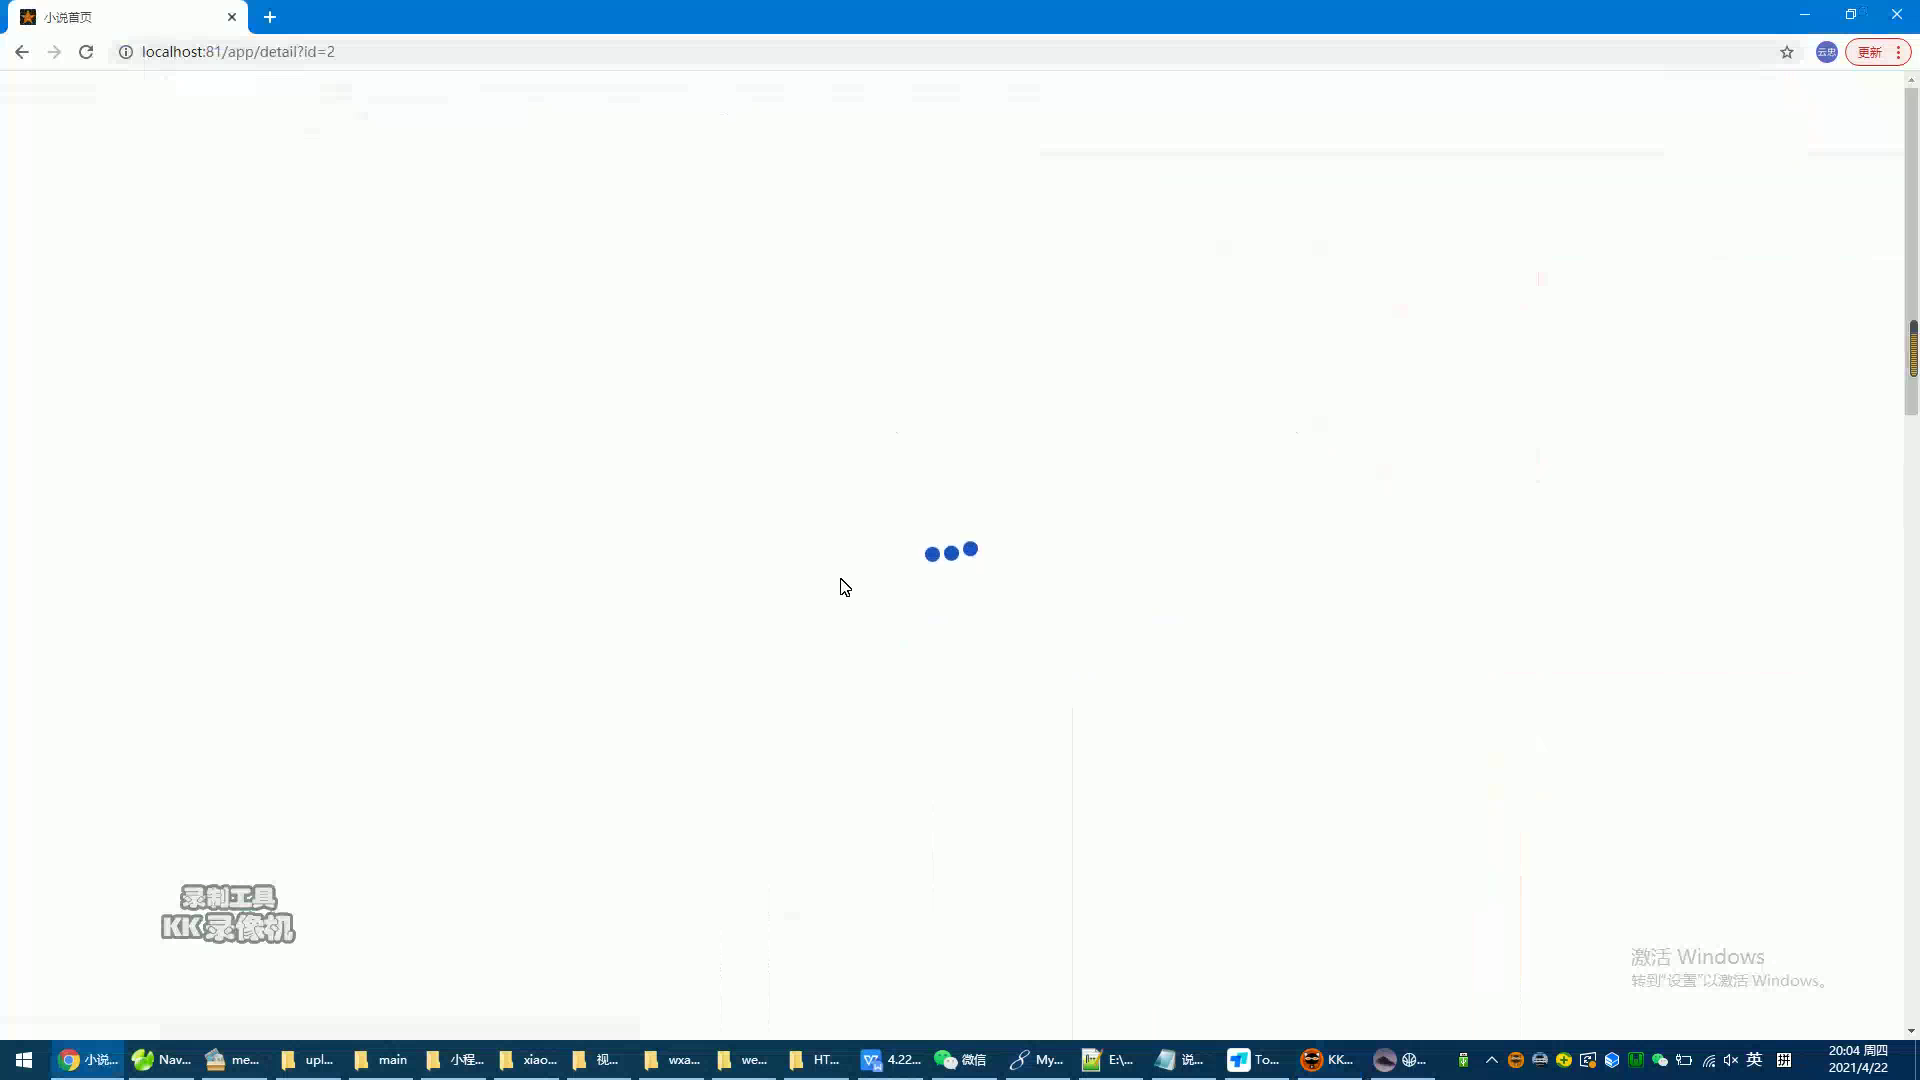 小说首页
localhost:81/app/detail?id=2
云忠
更新
录制工具
KK录像机
激活 Windows
转到“设置”以激活 Windows。
小说...
Nav...
me...
upl...
main
小程...
xiao...
视...
wxa...
we...
HT...
4.22...
微信
My...
E:\...
说...
To...
KK...
英
20:04 周四
2021/4/22